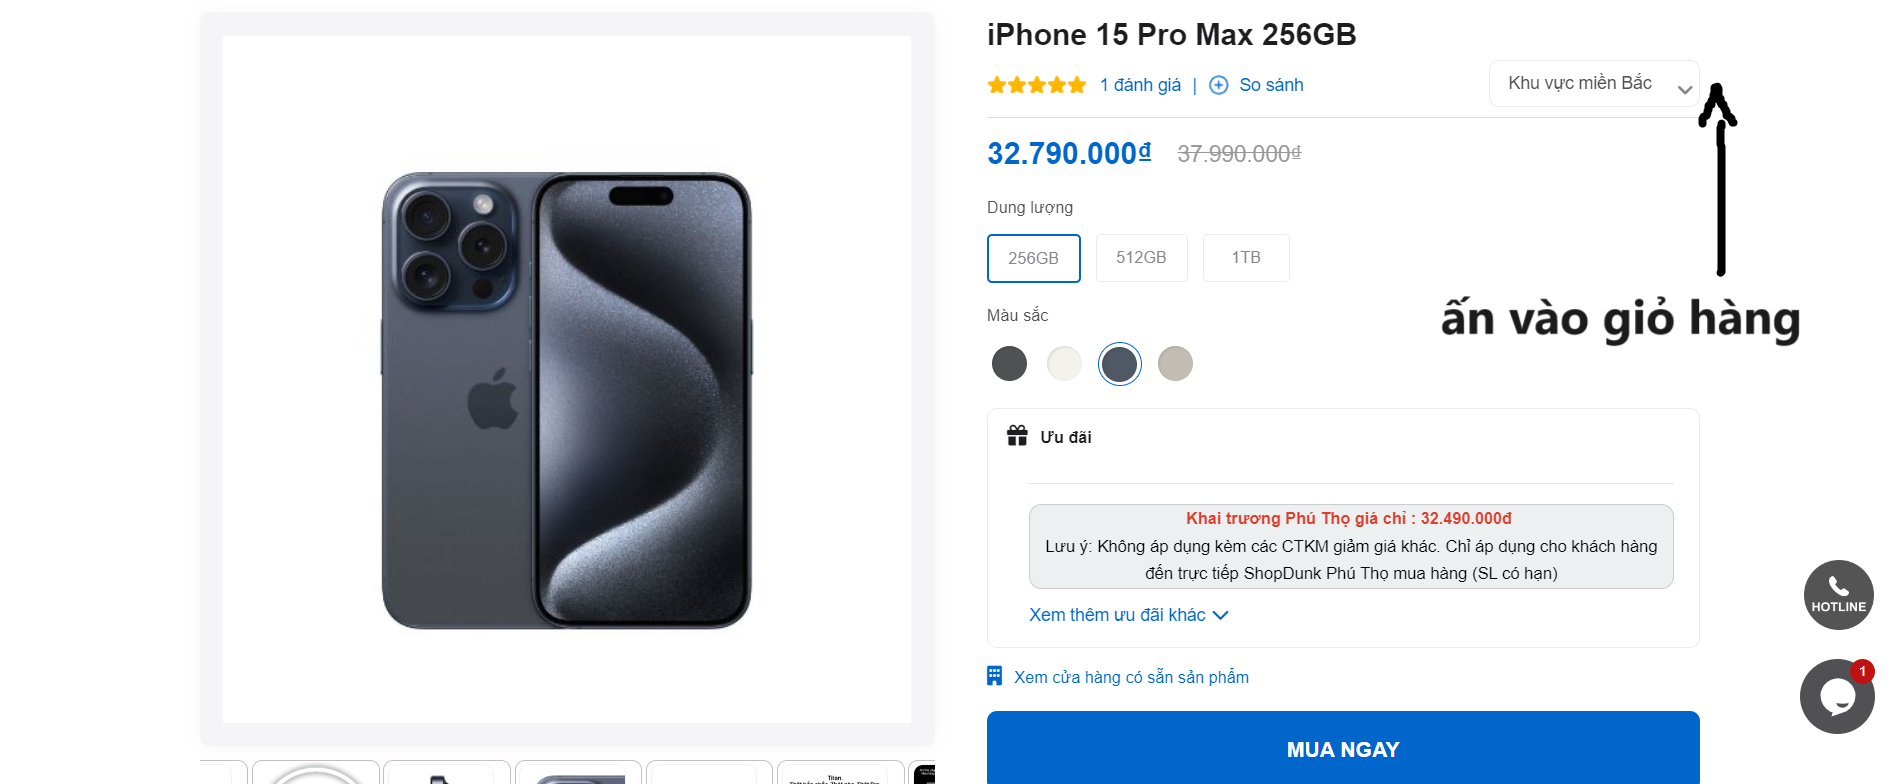 iPhone 15 Pro Max 256GB
1 đánh giá | So sánh
Khu vực miền Bắc
32.790.000₫ 37.990.000₫
Dung lượng
256GB 512GB 1TB
ấn vào giỏ hàng
Màu sắc
Ưu đãi
Khai trương Phú Thọ giá chỉ : 32.490.000đ
Lưu ý: Không áp dụng kèm các CTKM giảm giá khác. Chỉ áp dụng cho khách hàng
đến trực tiếp ShopDunk Phú Thọ mua hàng (SL có hạn)
Xem thêm ưu đãi khác
HOTLINE
Xem cửa hàng có sẵn sản phẩm
1
MUA NGAY
Titan.